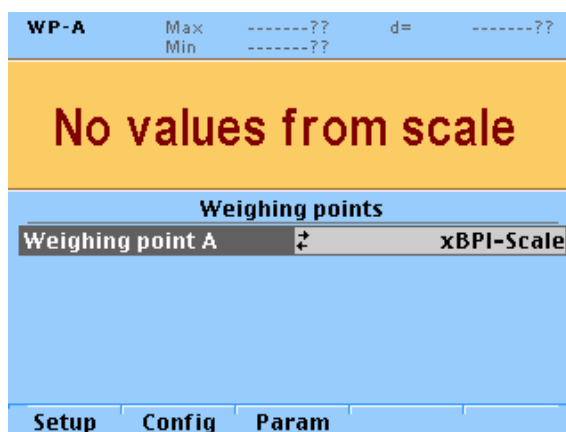 WP-A Max -------?? d= -------??
Min -------??
No values from scale
Weighing points
Weighing point A xBPI-Scale
Setup Config Param